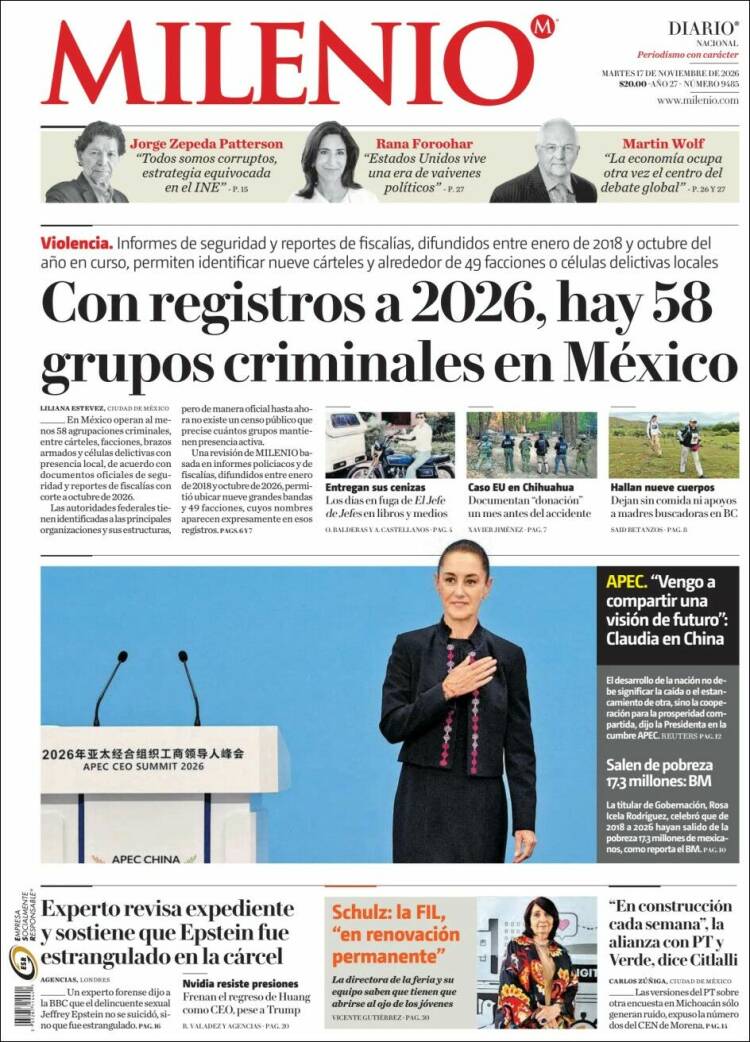 MILENIO
M
DIARIO®
NACIONAL
Periodismo con carácter
MARTES 17 DE NOVIEMBRE DE 2026
$20.00 · AÑO 27 · NÚMERO 9485
www.milenio.com
Jorge Zepeda Patterson
“Todos somos corruptos,
estrategia equivocada
en el INE” - P. 15
Rana Foroohar
“Estados Unidos vive
una era de vaivenes
políticos” - P. 27
Martin Wolf
“La economía ocupa
otra vez el centro del
debate global” - P. 26 Y 27
Violencia. Informes de seguridad y reportes de fiscalías, difundidos entre enero de 2018 y octubre del
año en curso, permiten identificar nueve cárteles y alrededor de 49 facciones o células delictivas locales
Con registros a 2026, hay 58
grupos criminales en México
LILIANA ESTEVEZ, CIUDAD DE MÉXICO
En México operan al me-
nos 58 agrupaciones criminales,
entre cárteles, facciones, brazos
armados y células delictivas con
presencia local, de acuerdo con
documentos oficiales de segu-
ridad y reportes de fiscalías con
corte a octubre de 2026.
Las autoridades federales tie-
nen identificadas a las principales
organizaciones y sus estructuras,
pero de manera oficial hasta aho-
ra no existe un censo público que
precise cuántos grupos mantie-
nen presencia activa.
Una revisión de MILENIO ba-
sada en informes policiacos y de
fiscalías, difundidos entre enero
de 2018 y octubre de 2026, permi-
tió ubicar nueve grandes bandas
y 49 facciones, cuyos nombres
aparecen expresamente en esos
registros. PAGS. 6 Y 7
Entregan sus cenizas
Los días en fuga de El Jefe
de Jefes en libros y medios
O. BALDERAS Y A. CASTELLANOS - PAG. 4
Caso EU en Chihuahua
Documentan “donación”
un mes antes del accidente
XAVIER JIMÉNEZ - PAG. 7
Hallan nueve cuerpos
Dejan sin comida ni apoyos
a madres buscadoras en BC
SAID BETANZOS - PAG. 8
2026年亚太经合组织工商领导人峰会
APEC CEO SUMMIT 2026
APEC CHINA
APEC. “Vengo a
compartir una
visión de futuro”:
Claudia en China
El desarrollo de la nación no de-
be significar la caída o el estan-
camiento de otra, sino la coope-
ración para la prosperidad com-
partida, dijo la Presidenta en la
cumbre APEC. REUTERS PAG. 12
Salen de pobreza
17.3 millones: BM
La titular de Gobernación, Rosa
Icela Rodríguez, celebró que de
2018 a 2026 hayan salido de la
pobreza 17.3 millones de mexica-
nos, como reporta el BM. PAG. 10
EMPRESA
SOCIALMENTE
RESPONSABLE®
ESR
Experto revisa expediente
y sostiene que Epstein fue
estrangulado en la cárcel
AGENCIAS, LONDRES
Un experto forense dijo a
la BBC que el delincuente sexual
Jeffrey Epstein no se suicidó, si-
no que fue estrangulado. PAG. 16
Nvidia resiste presiones
Frenan el regreso de Huang
como CEO, pese a Trump
B. VALADEZ Y AGENCIAS - PAG. 20
Schulz: la FIL,
“en renovación
permanente”
La directora de la feria y su
equipo saben que tienen que
abrirse al ojo de los jóvenes
VICENTE GUTIÉRREZ - PAG. 30
“En construcción
cada semana”, la
alianza con PT y
Verde, dice Citlalli
CARLOS ZÚÑIGA, CIUDAD DE MÉXICO
Las versiones del PT sobre
otra encuesta en Michoacán sólo
generan ruido, expuso la número
dos del CEN de Morena. PAG. 14